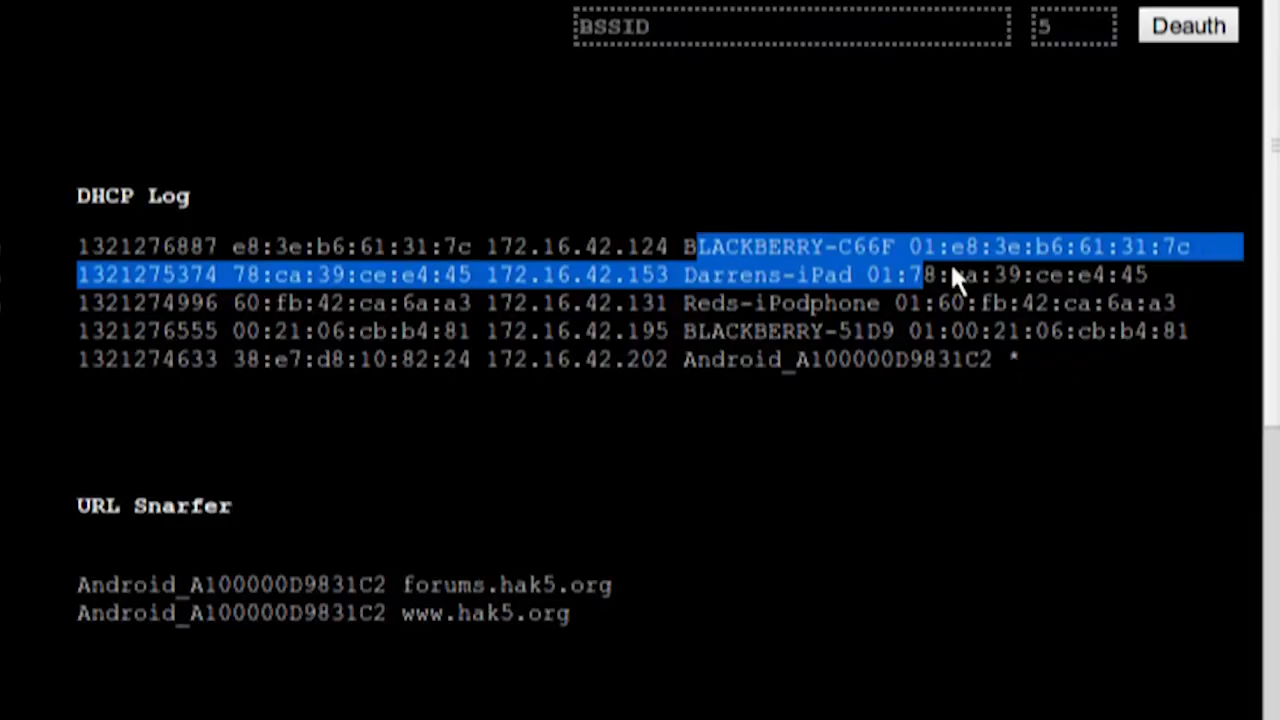 BSSID 5 Deauth
DHCP Log
1321276887 e8:3e:b6:61:31:7c 172.16.42.124 BLACKBERRY-C66F 01:e8:3e:b6:61:31:7c
1321275374 78:ca:39:ce:e4:45 172.16.42.153 Darrens-iPad 01:78:ca:39:ce:e4:45
1321274996 60:fb:42:ca:6a:a3 172.16.42.131 Reds-iPodphone 01:60:fb:42:ca:6a:a3
1321276555 00:21:06:cb:b4:81 172.16.42.195 BLACKBERRY-51D9 01:00:21:06:cb:b4:81
1321274633 38:e7:d8:10:82:24 172.16.42.202 Android_A100000D9831C2 *
URL Snarfer
Android_A100000D9831C2 forums.hak5.org
Android_A100000D9831C2 www.hak5.org